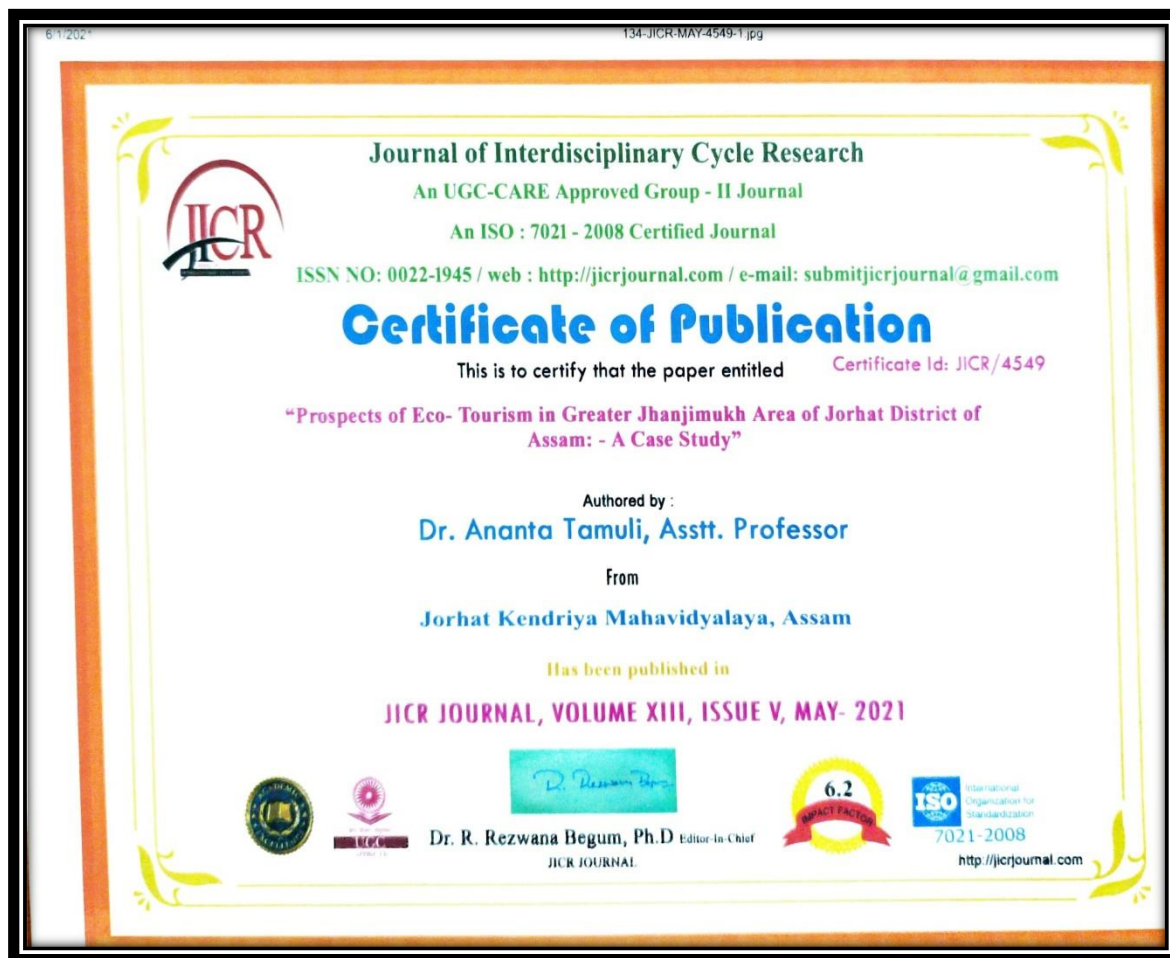 6/1/2021
134-JICR-MAY-4549-1.jpg
JICR
Journal of Interdisciplinary Cycle Research
An UGC-CARE Approved Group - II Journal
An ISO : 7021 - 2008 Certified Journal
ISSN NO: 0022-1945 / web : http://jicrjournal.com / e-mail: submitjicrjournal@gmail.com
Certificate of Publication
This is to certify that the paper entitled
Certificate Id: JICR/4549
“Prospects of Eco- Tourism in Greater Jhanjimukh Area of Jorhat District of
Assam: - A Case Study”
Authored by :
Dr. Ananta Tamuli, Asstt. Professor
From
Jorhat Kendriya Mahavidyalaya, Assam
Has been published in
JICR JOURNAL, VOLUME XIII, ISSUE V, MAY- 2021
UGC
Dr. R. Rezwana Begum, Ph.D Editor-In-Chief
JICR JOURNAL
6.2
IMPACT FACTOR
ISO
International
Organization for
Standardization
7021-2008
http://jicrjournal.com